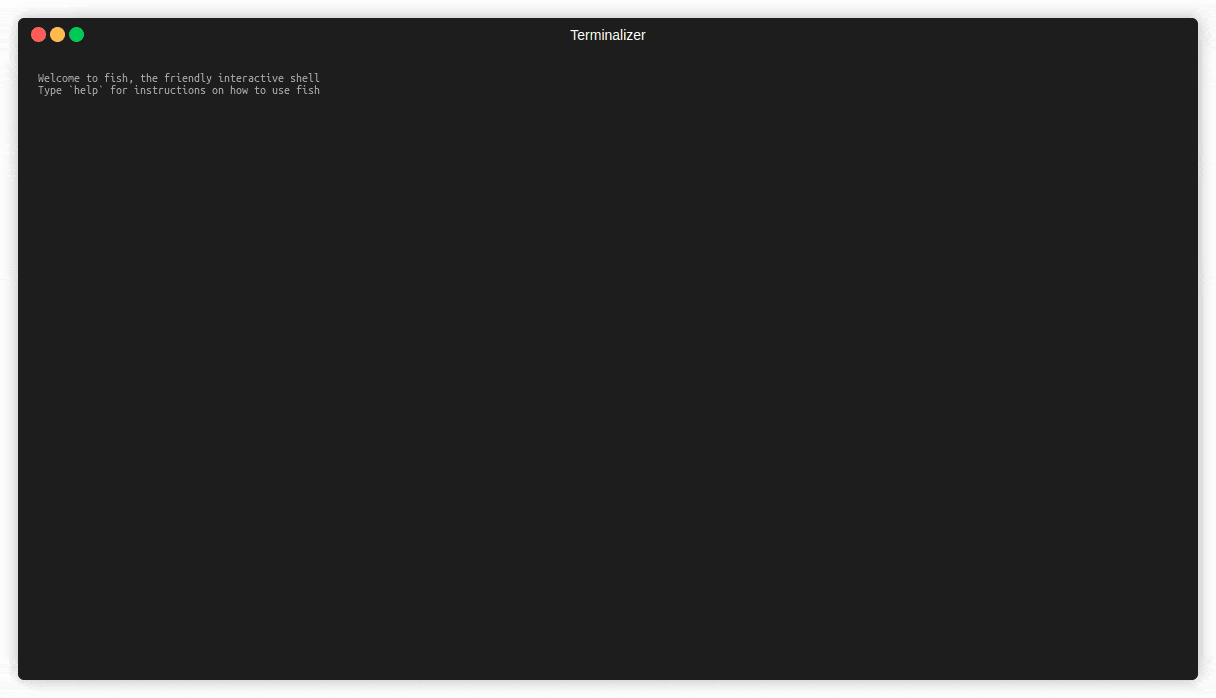 Terminalizer
Welcome to fish, the friendly interactive shell
Type `help` for instructions on how to use fish